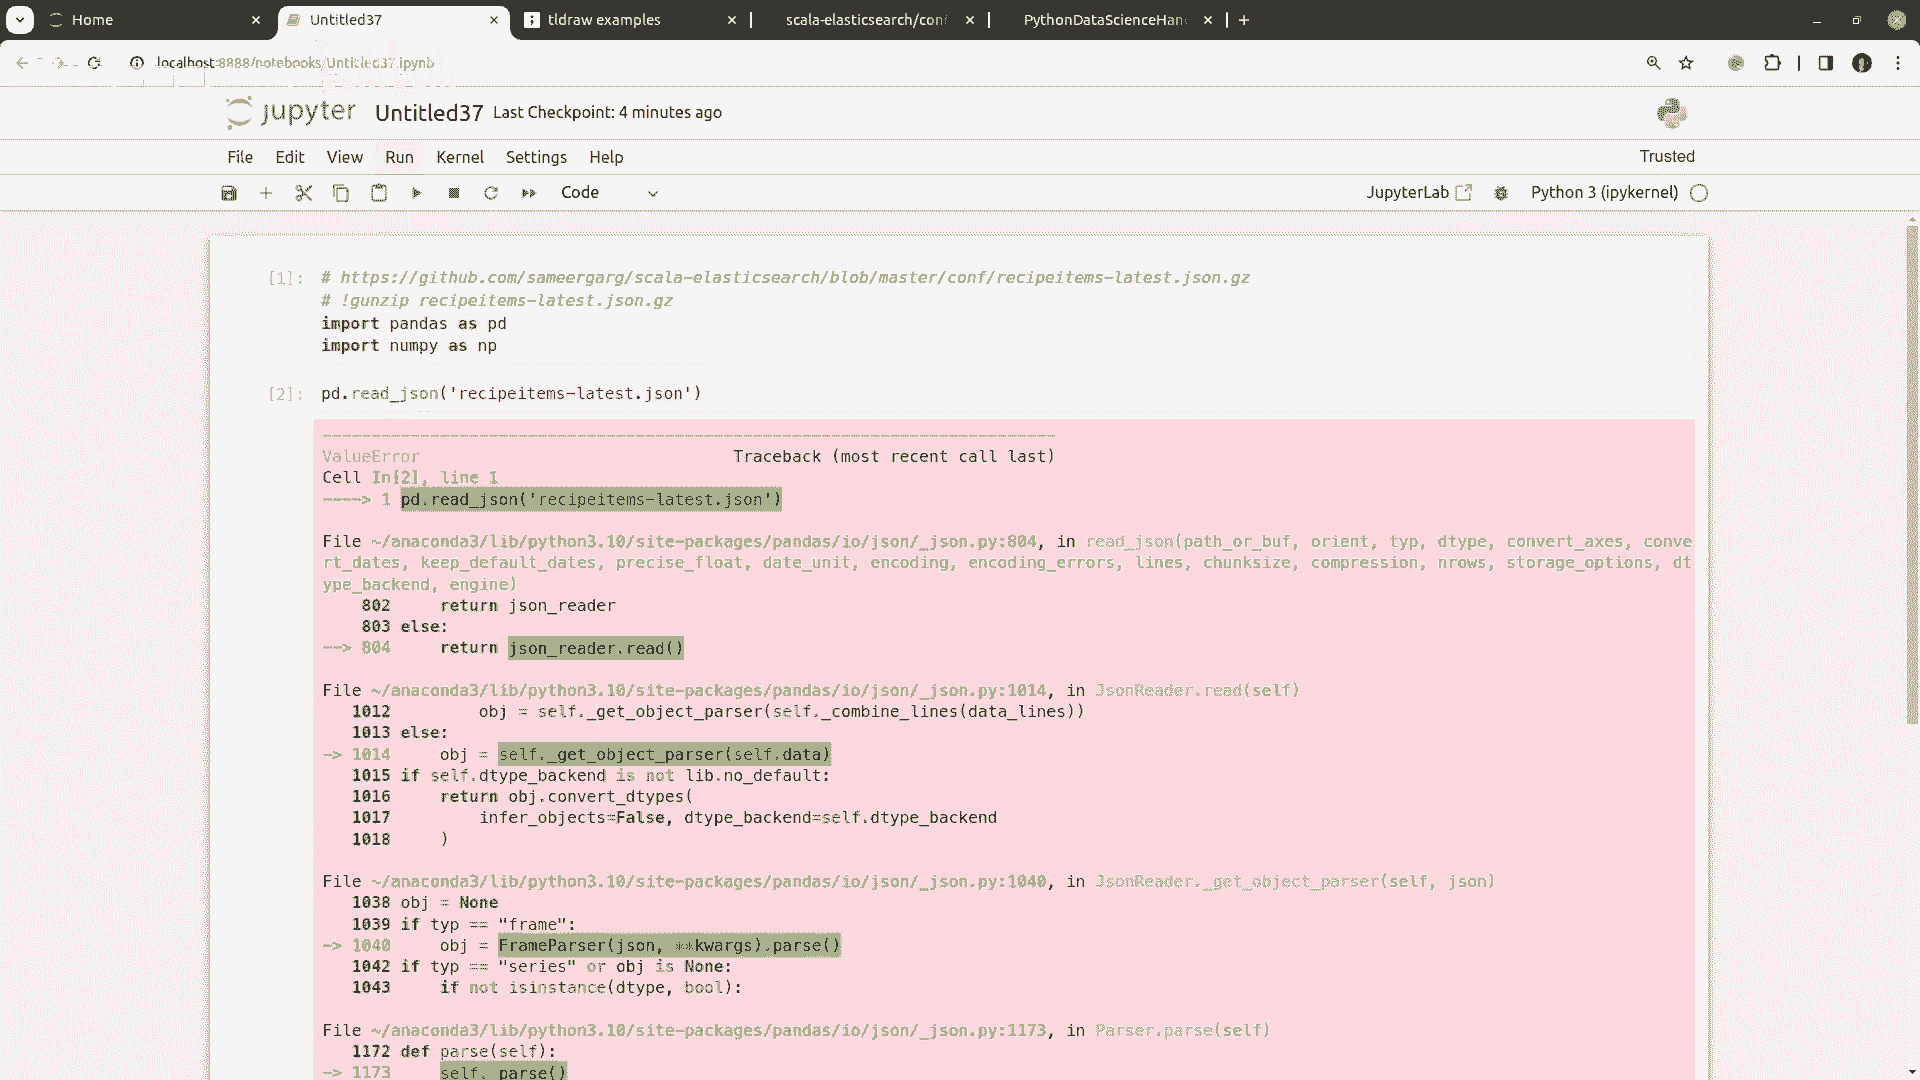 Home
Untitled37
tldraw examples
scala-elasticsearch/con
PythonDataScienceHan
localhost:8888/notebooks/Untitled37.ipynb
jupyter Untitled37 Last Checkpoint: 4 minutes ago
File Edit View Run Kernel Settings Help Trusted
Code JupyterLab Python 3 (ipykernel)
[1]: # https://github.com/sameergarg/scala-elasticsearch/blob/master/conf/recipeitems-latest.json.gz
# !gunzip recipeitems-latest.json.gz
import pandas as pd
import numpy as np
[2]: pd.read_json('recipeitems-latest.json')
---------------------------------------------------------------------------
ValueError Traceback (most recent call last)
Cell In[2], line 1
----> 1 pd.read_json('recipeitems-latest.json')
File ~/anaconda3/lib/python3.10/site-packages/pandas/io/json/_json.py:804, in read_json(path_or_buf, orient, typ, dtype, convert_axes, conve
rt_dates, keep_default_dates, precise_float, date_unit, encoding, encoding_errors, lines, chunksize, compression, nrows, storage_options, dt
ype_backend, engine)
802 return json_reader
803 else:
--> 804 return json_reader.read()
File ~/anaconda3/lib/python3.10/site-packages/pandas/io/json/_json.py:1014, in JsonReader.read(self)
1012 obj = self._get_object_parser(self._combine_lines(data_lines))
1013 else:
-> 1014 obj = self._get_object_parser(self.data)
1015 if self.dtype_backend is not lib.no_default:
1016 return obj.convert_dtypes(
1017 infer_objects=False, dtype_backend=self.dtype_backend
1018 )
File ~/anaconda3/lib/python3.10/site-packages/pandas/io/json/_json.py:1040, in JsonReader._get_object_parser(self, json)
1038 obj = None
1039 if typ == "frame":
-> 1040 obj = FrameParser(json, **kwargs).parse()
1042 if typ == "series" or obj is None:
1043 if not isinstance(dtype, bool):
File ~/anaconda3/lib/python3.10/site-packages/pandas/io/json/_json.py:1173, in Parser.parse(self)
1172 def parse(self):
-> 1173 self._parse()